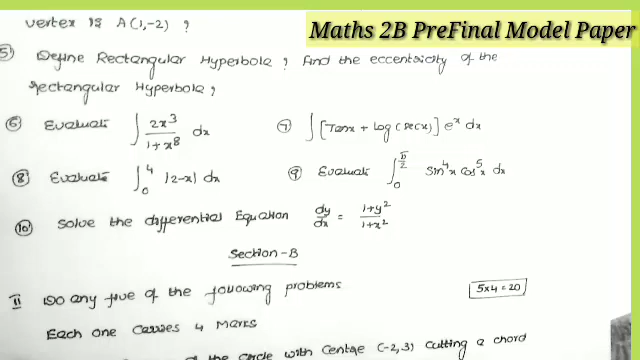 vertex is A(1,-2) ?
Maths 2B PreFinal Model Paper
⑤ Define Rectangular Hyperbola ? And the eccentricity of the
rectangular Hyperbola ?
⑥ Evaluate ∫ 2x³/(1+x⁸) dx ⑦ ∫ [Tanx + log(secx)] eˣ dx
⑧ Evaluate ∫₀⁴ |2-x| dx ⑨ Evaluate ∫₀^(π/2) sin⁴x cos⁵x dx
⑩ Solve the differential Equation dy/dx = (1+y²)/(1+x²)
Section-B
II Do any five of the following problems 5x4=20
Each one carries 4 Marks
of the circle with centre (-2,3) cutting a chord